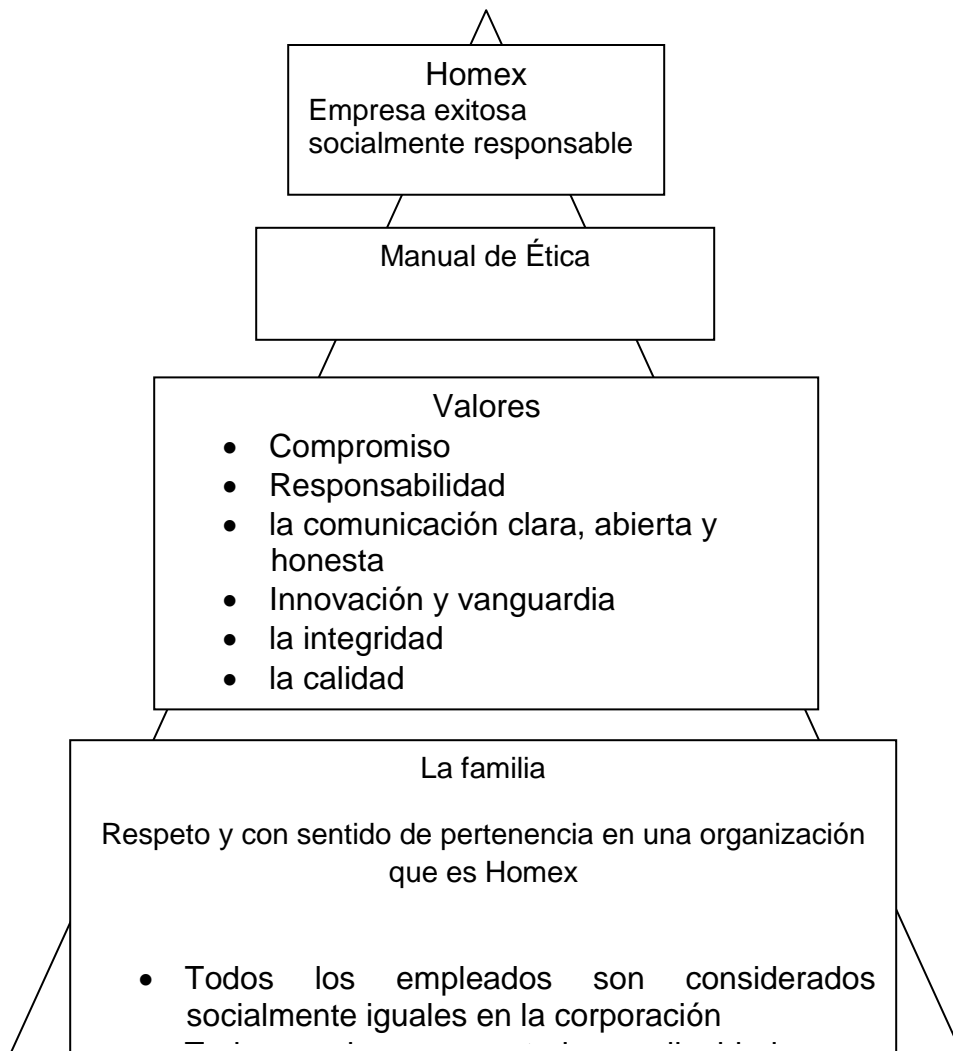 Homex
Empresa exitosa
socialmente responsable
Manual de Ética
Valores
• Compromiso
• Responsabilidad
• la comunicación clara, abierta y
honesta
• Innovación y vanguardia
• la integridad
• la calidad
La familia
Respeto y con sentido de pertenencia en una organización
que es Homex
• Todos los empleados son considerados
socialmente iguales en la corporación